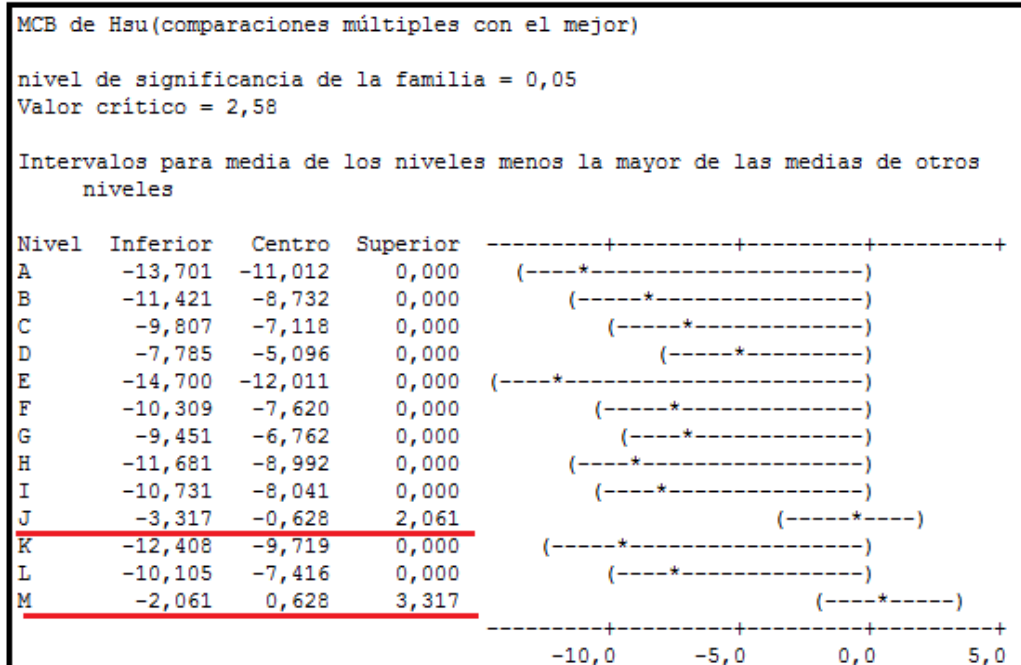 MCB de Hsu(comparaciones múltiples con el mejor)
nivel de significancia de la familia = 0,05
Valor crítico = 2,58
Intervalos para media de los niveles menos la mayor de las medias de otros
niveles
Nivel Inferior Centro Superior ---------+---------+---------+---------+
A -13,701 -11,012 0,000 (----*---------------------)
B -11,421 -8,732 0,000 (-----*----------------)
C -9,807 -7,118 0,000 (-----*-------------)
D -7,785 -5,096 0,000 (-----*---------)
E -14,700 -12,011 0,000 (----*-----------------------)
F -10,309 -7,620 0,000 (-----*--------------)
G -9,451 -6,762 0,000 (----*-------------)
H -11,681 -8,992 0,000 (----*-----------------)
I -10,731 -8,041 0,000 (----*---------------)
J -3,317 -0,628 2,061 (-----*----)
K -12,408 -9,719 0,000 (-----*------------------)
L -10,105 -7,416 0,000 (----*--------------)
M -2,061 0,628 3,317 (----*-----)
---------+---------+---------+---------+
-10,0 -5,0 0,0 5,0